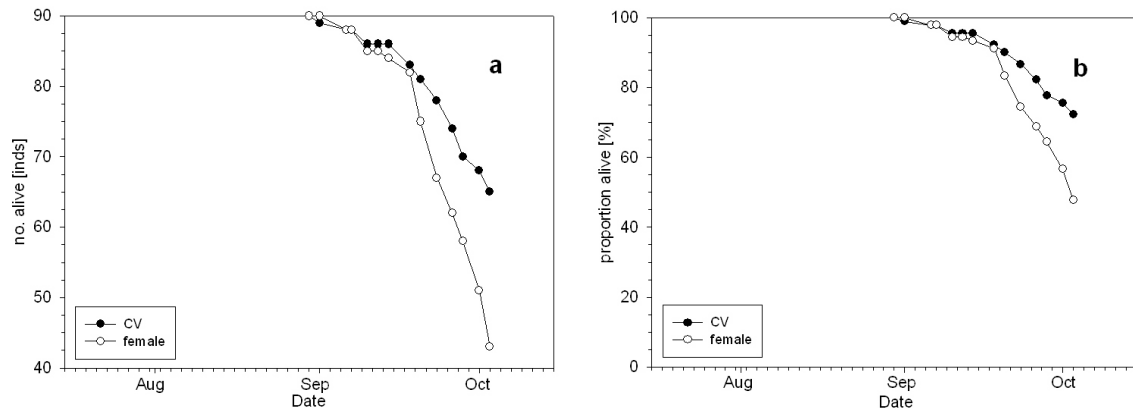 90
80
70
60
50
40
no. alive [inds]
a
CV
female
Aug
Sep
Oct
Date
100
80
60
40
20
0
proportion alive [%]
b
CV
female
Aug
Sep
Oct
Date